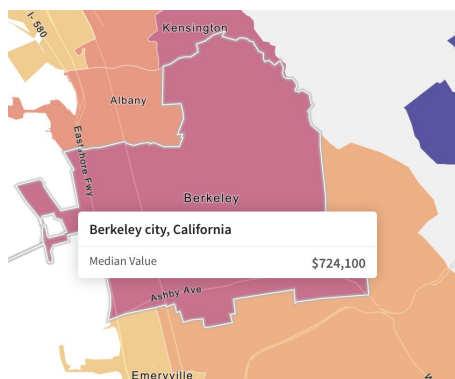 I- 580
Kensington
Albany
Eastshore Fwy
Berkeley
Berkeley city, California
Median Value $724,100
Ashby Ave
Emeryville